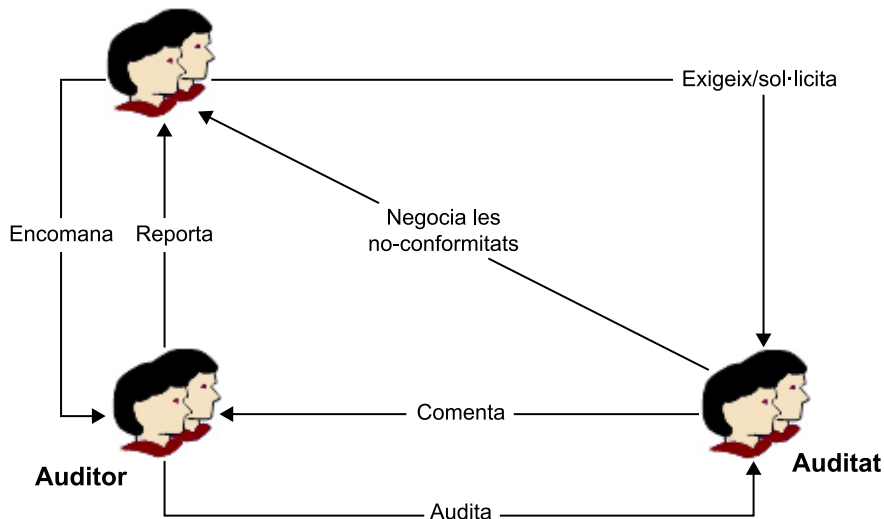 Exigeix/sol·licita
Negocia les
no-conformitats
Encomana
Reporta
Comenta
Auditor
Auditat
Audita